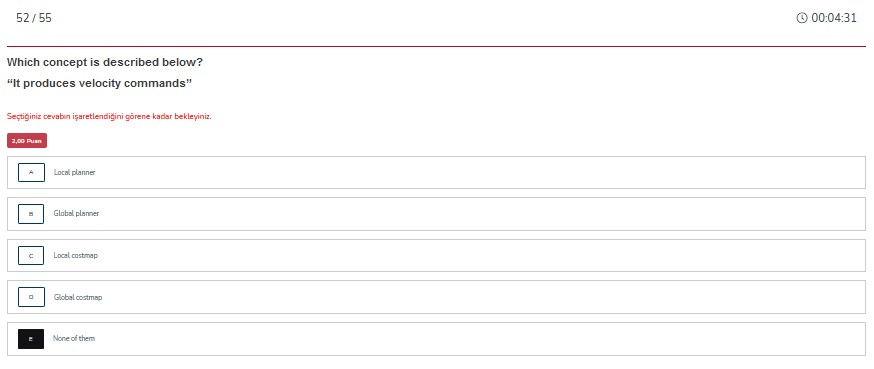 52 / 55
00:04:31
Which concept is described below?
“It produces velocity commands”
Seçtiğiniz cevabın işaretlendiğini görene kadar bekleyiniz.
2,00 Puan
A Local planner
B Global planner
C Local costmap
D Global costmap
E None of them